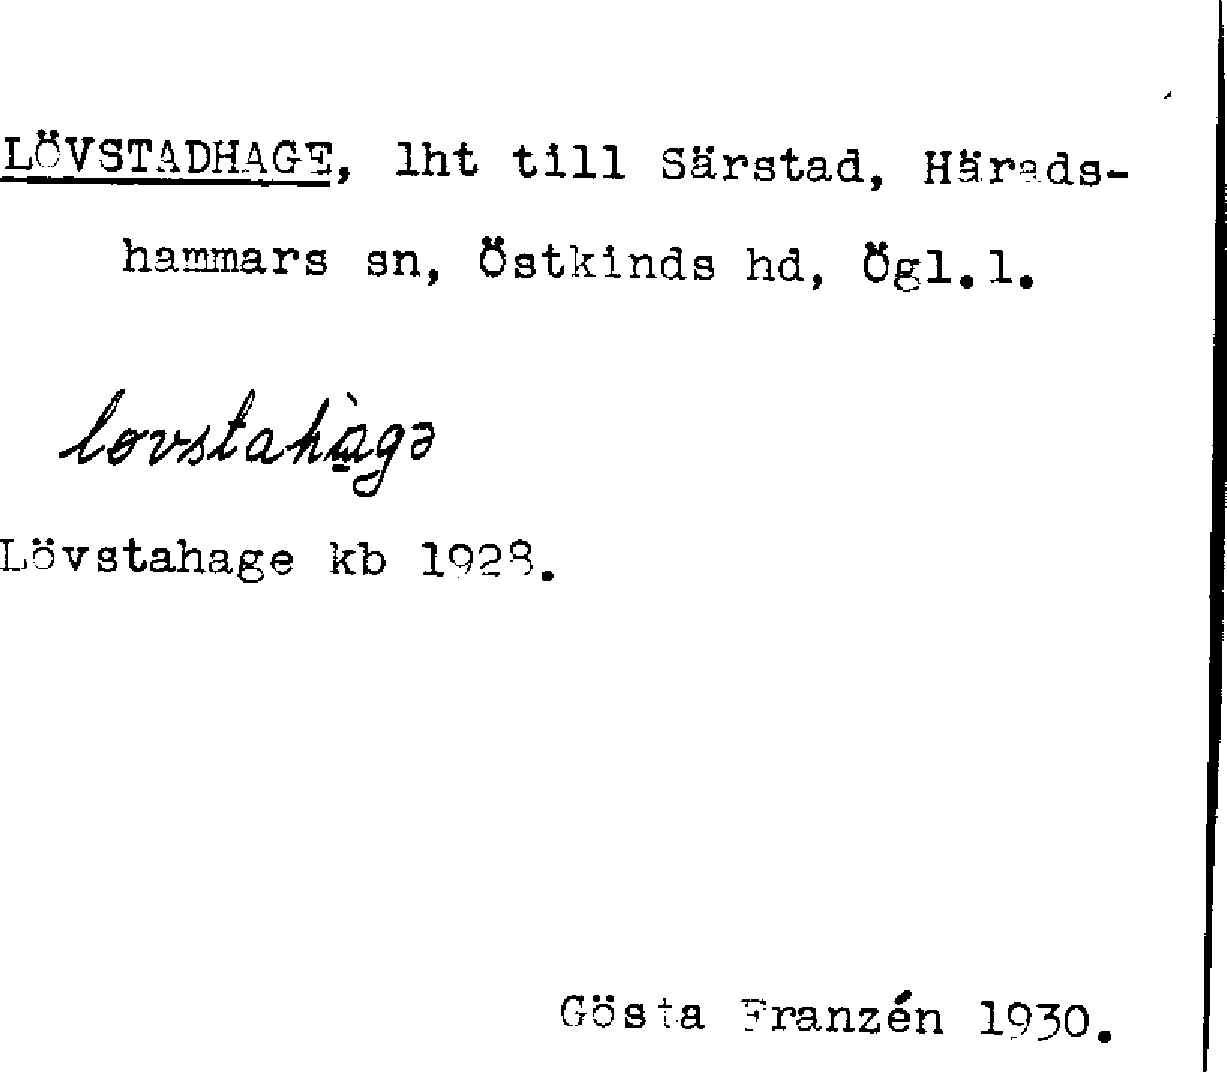 LÖVSTADHAGE, lht till Särstad, Härads-
hammars sn, Östkinds hd, Ögl.l.
løvstahàgə
Lövstahage kb 1928.
Gösta Franzén 1930.